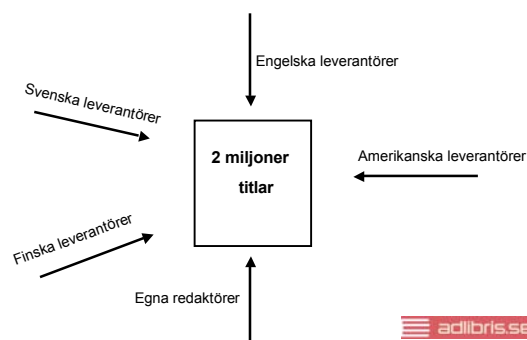 Engelska leverantörer
Svenska leverantörer
2 miljoner
titlar
Amerikanska leverantörer
Finska leverantörer
Egna redaktörer
adlibris.se